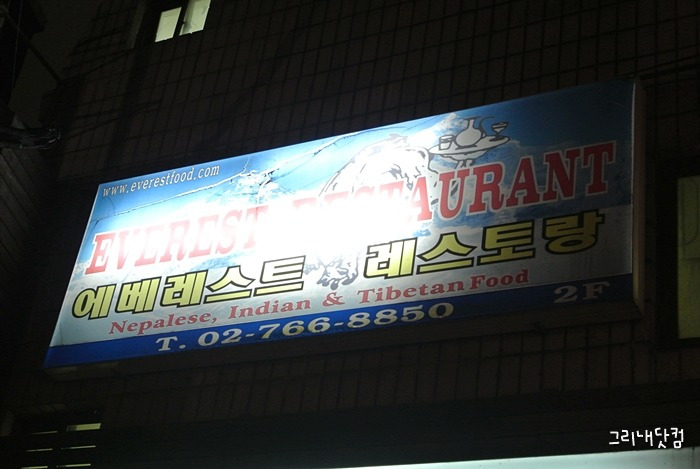 www.everestfood.com
EVEREST RESTAURANT
에베레스트 레스토랑
Nepalese, Indian & Tibetan Food
T. 02-766-8850 2F
그리내닷컴